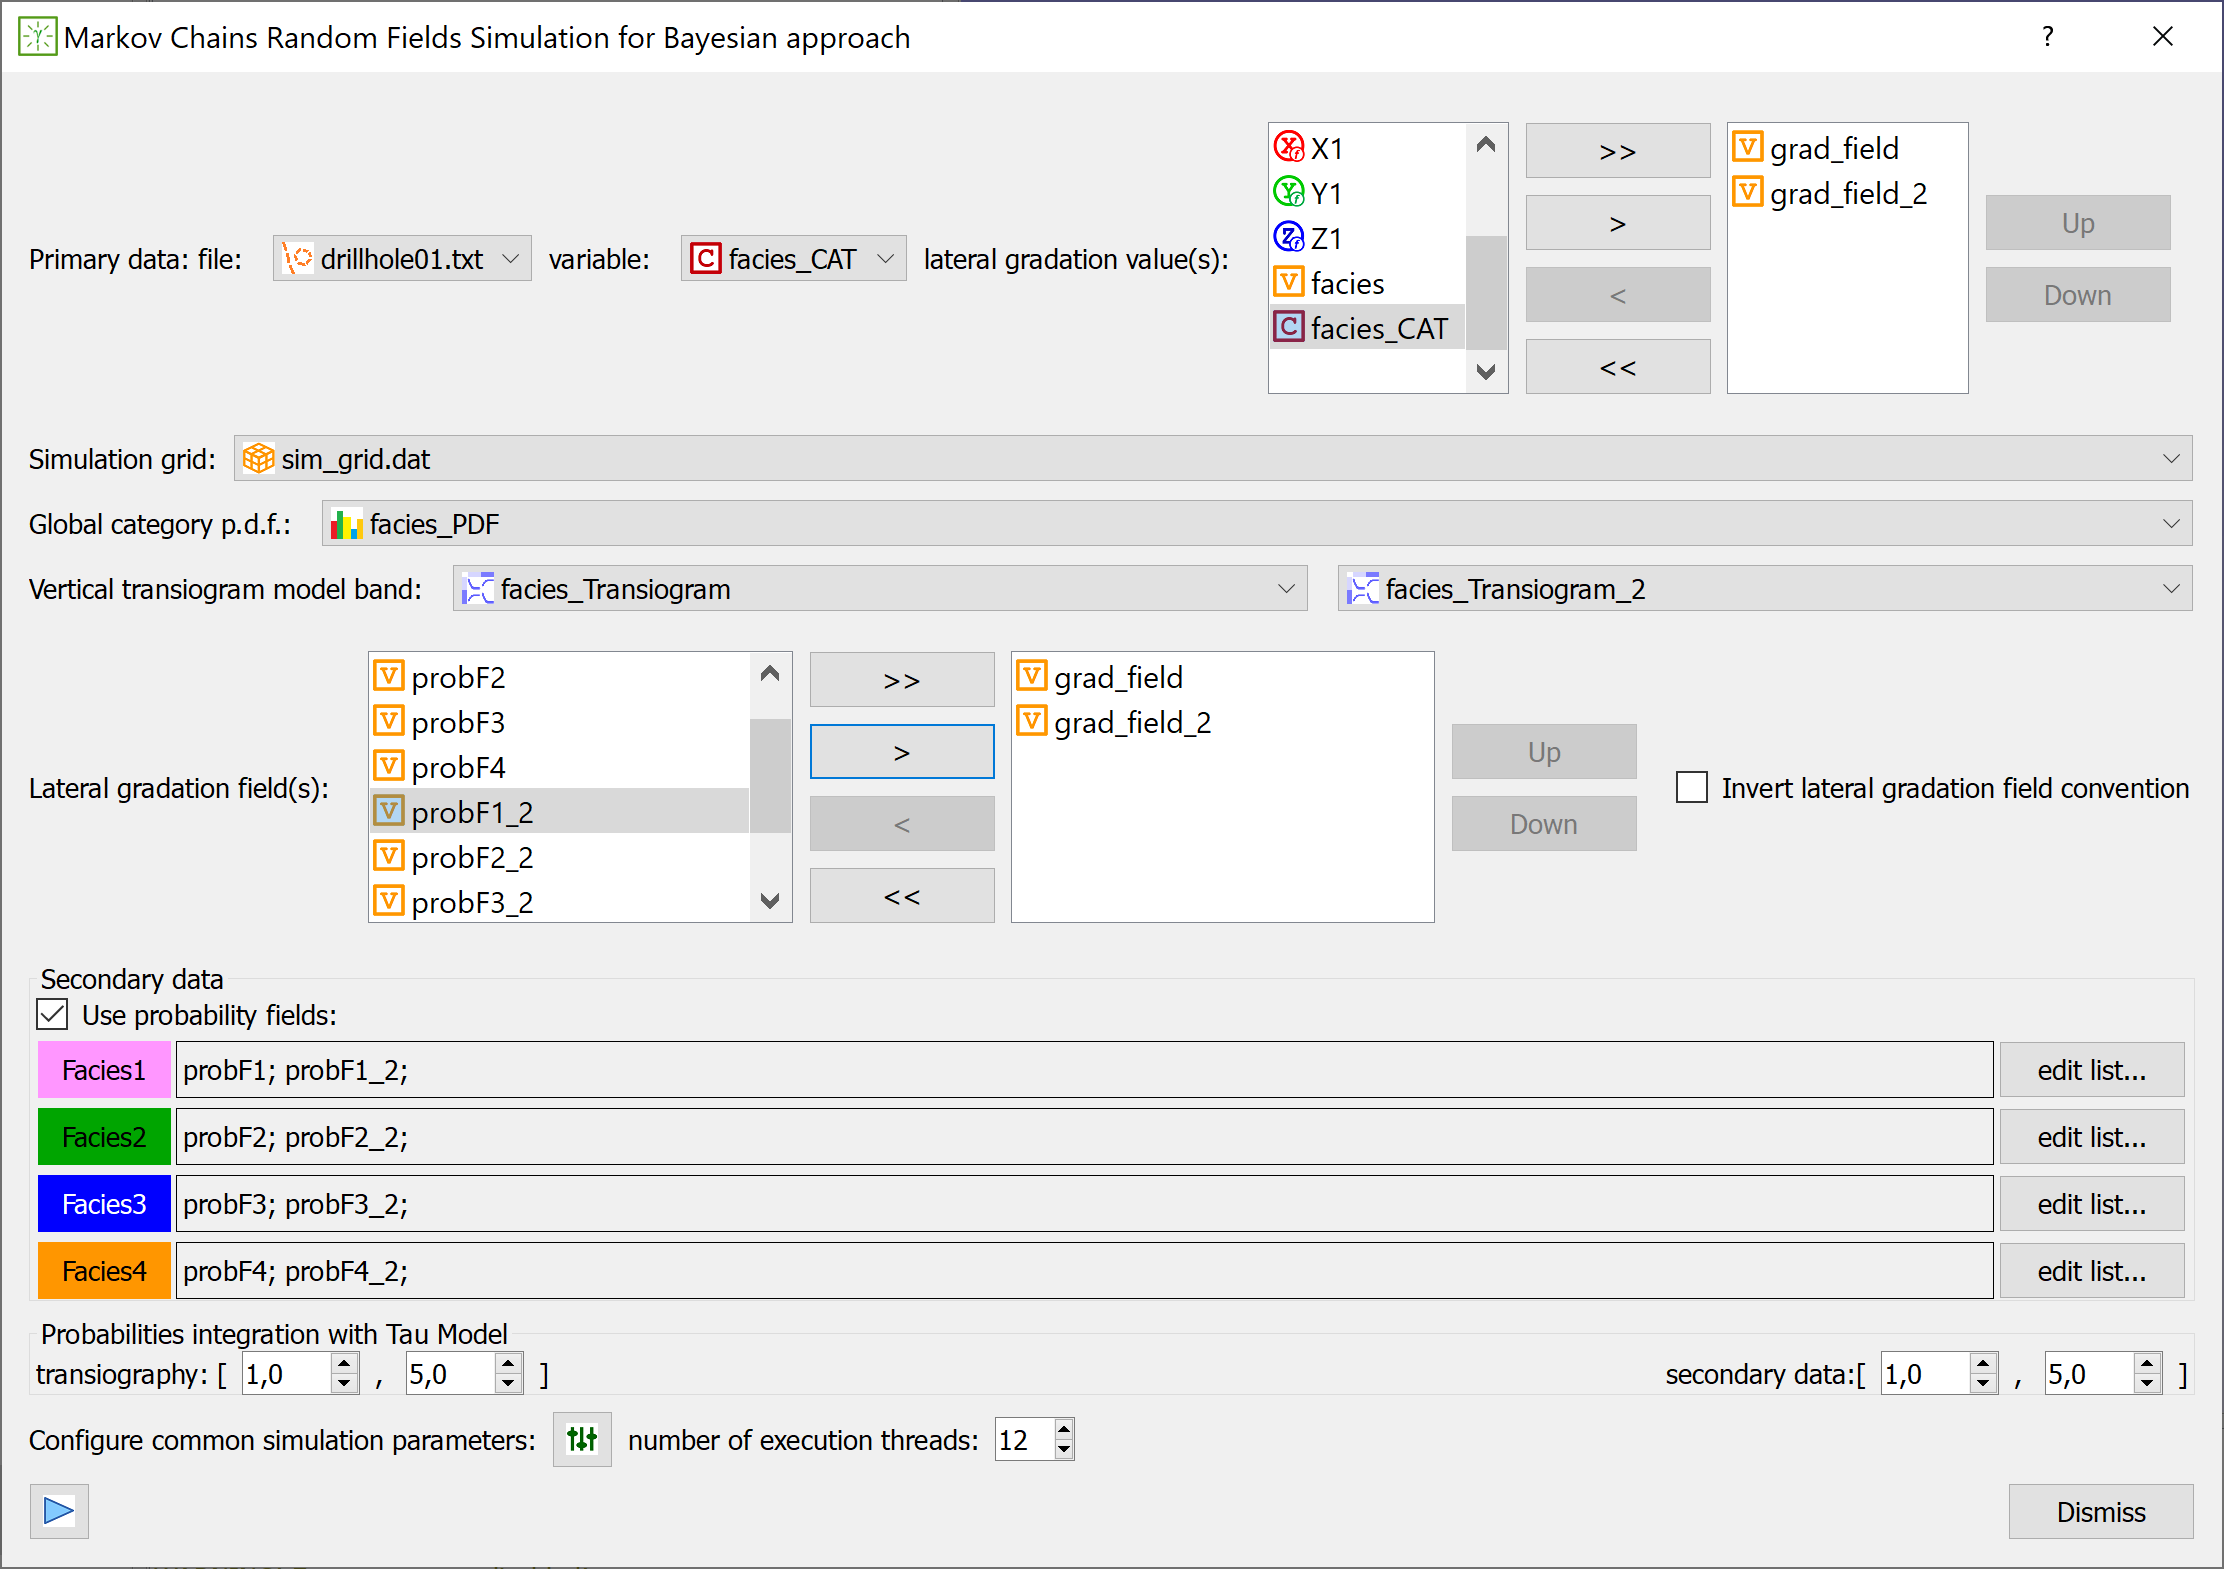 Markov Chains Random Fields Simulation for Bayesian approach
?
Primary data: file: drillhole01.txt variable: facies_CAT lateral gradation value(s):
X1
Y1
Z1
facies
facies_CAT
>>
>
<
<<
grad_field
grad_field_2
Up
Down
Simulation grid: sim_grid.dat
Global category p.d.f.: facies_PDF
Vertical transiogram model band: facies_Transiogram facies_Transiogram_2
Lateral gradation field(s):
probF2
probF3
probF4
probF1_2
probF2_2
probF3_2
>>
>
<
<<
grad_field
grad_field_2
Up
Down
Invert lateral gradation field convention
Secondary data
Use probability fields:
Facies1 probF1; probF1_2; edit list...
Facies2 probF2; probF2_2; edit list...
Facies3 probF3; probF3_2; edit list...
Facies4 probF4; probF4_2; edit list...
Probabilities integration with Tau Model
transiography: [ 1,0 , 5,0 ] secondary data:[ 1,0 , 5,0 ]
Configure common simulation parameters: number of execution threads: 12
Dismiss